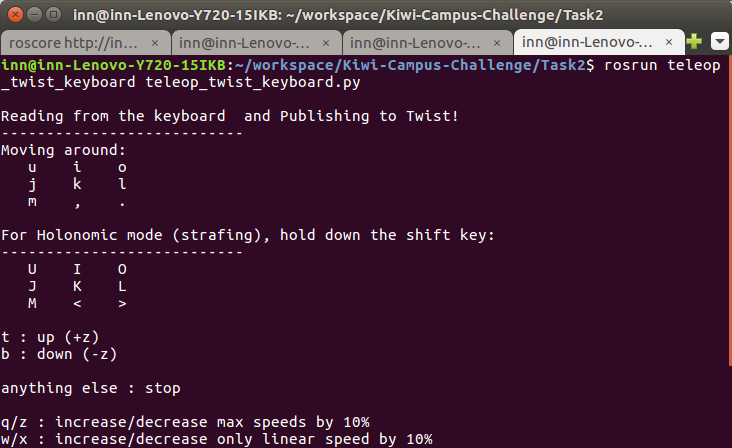 inn@inn-Lenovo-Y720-15IKB: ~/workspace/Kiwi-Campus-Challenge/Task2
roscore http://in... × inn@inn-Lenovo-... × inn@inn-Lenovo-... × inn@inn-Lenovo-... ×
inn@inn-Lenovo-Y720-15IKB:~/workspace/Kiwi-Campus-Challenge/Task2$ rosrun teleop
_twist_keyboard teleop_twist_keyboard.py
Reading from the keyboard  and Publishing to Twist!
---------------------------
Moving around:
   u    i    o
   j    k    l
   m    ,    .
For Holonomic mode (strafing), hold down the shift key:
---------------------------
   U    I    O
   J    K    L
   M    <    >
t : up (+z)
b : down (-z)
anything else : stop
q/z : increase/decrease max speeds by 10%
w/x : increase/decrease only linear speed by 10%